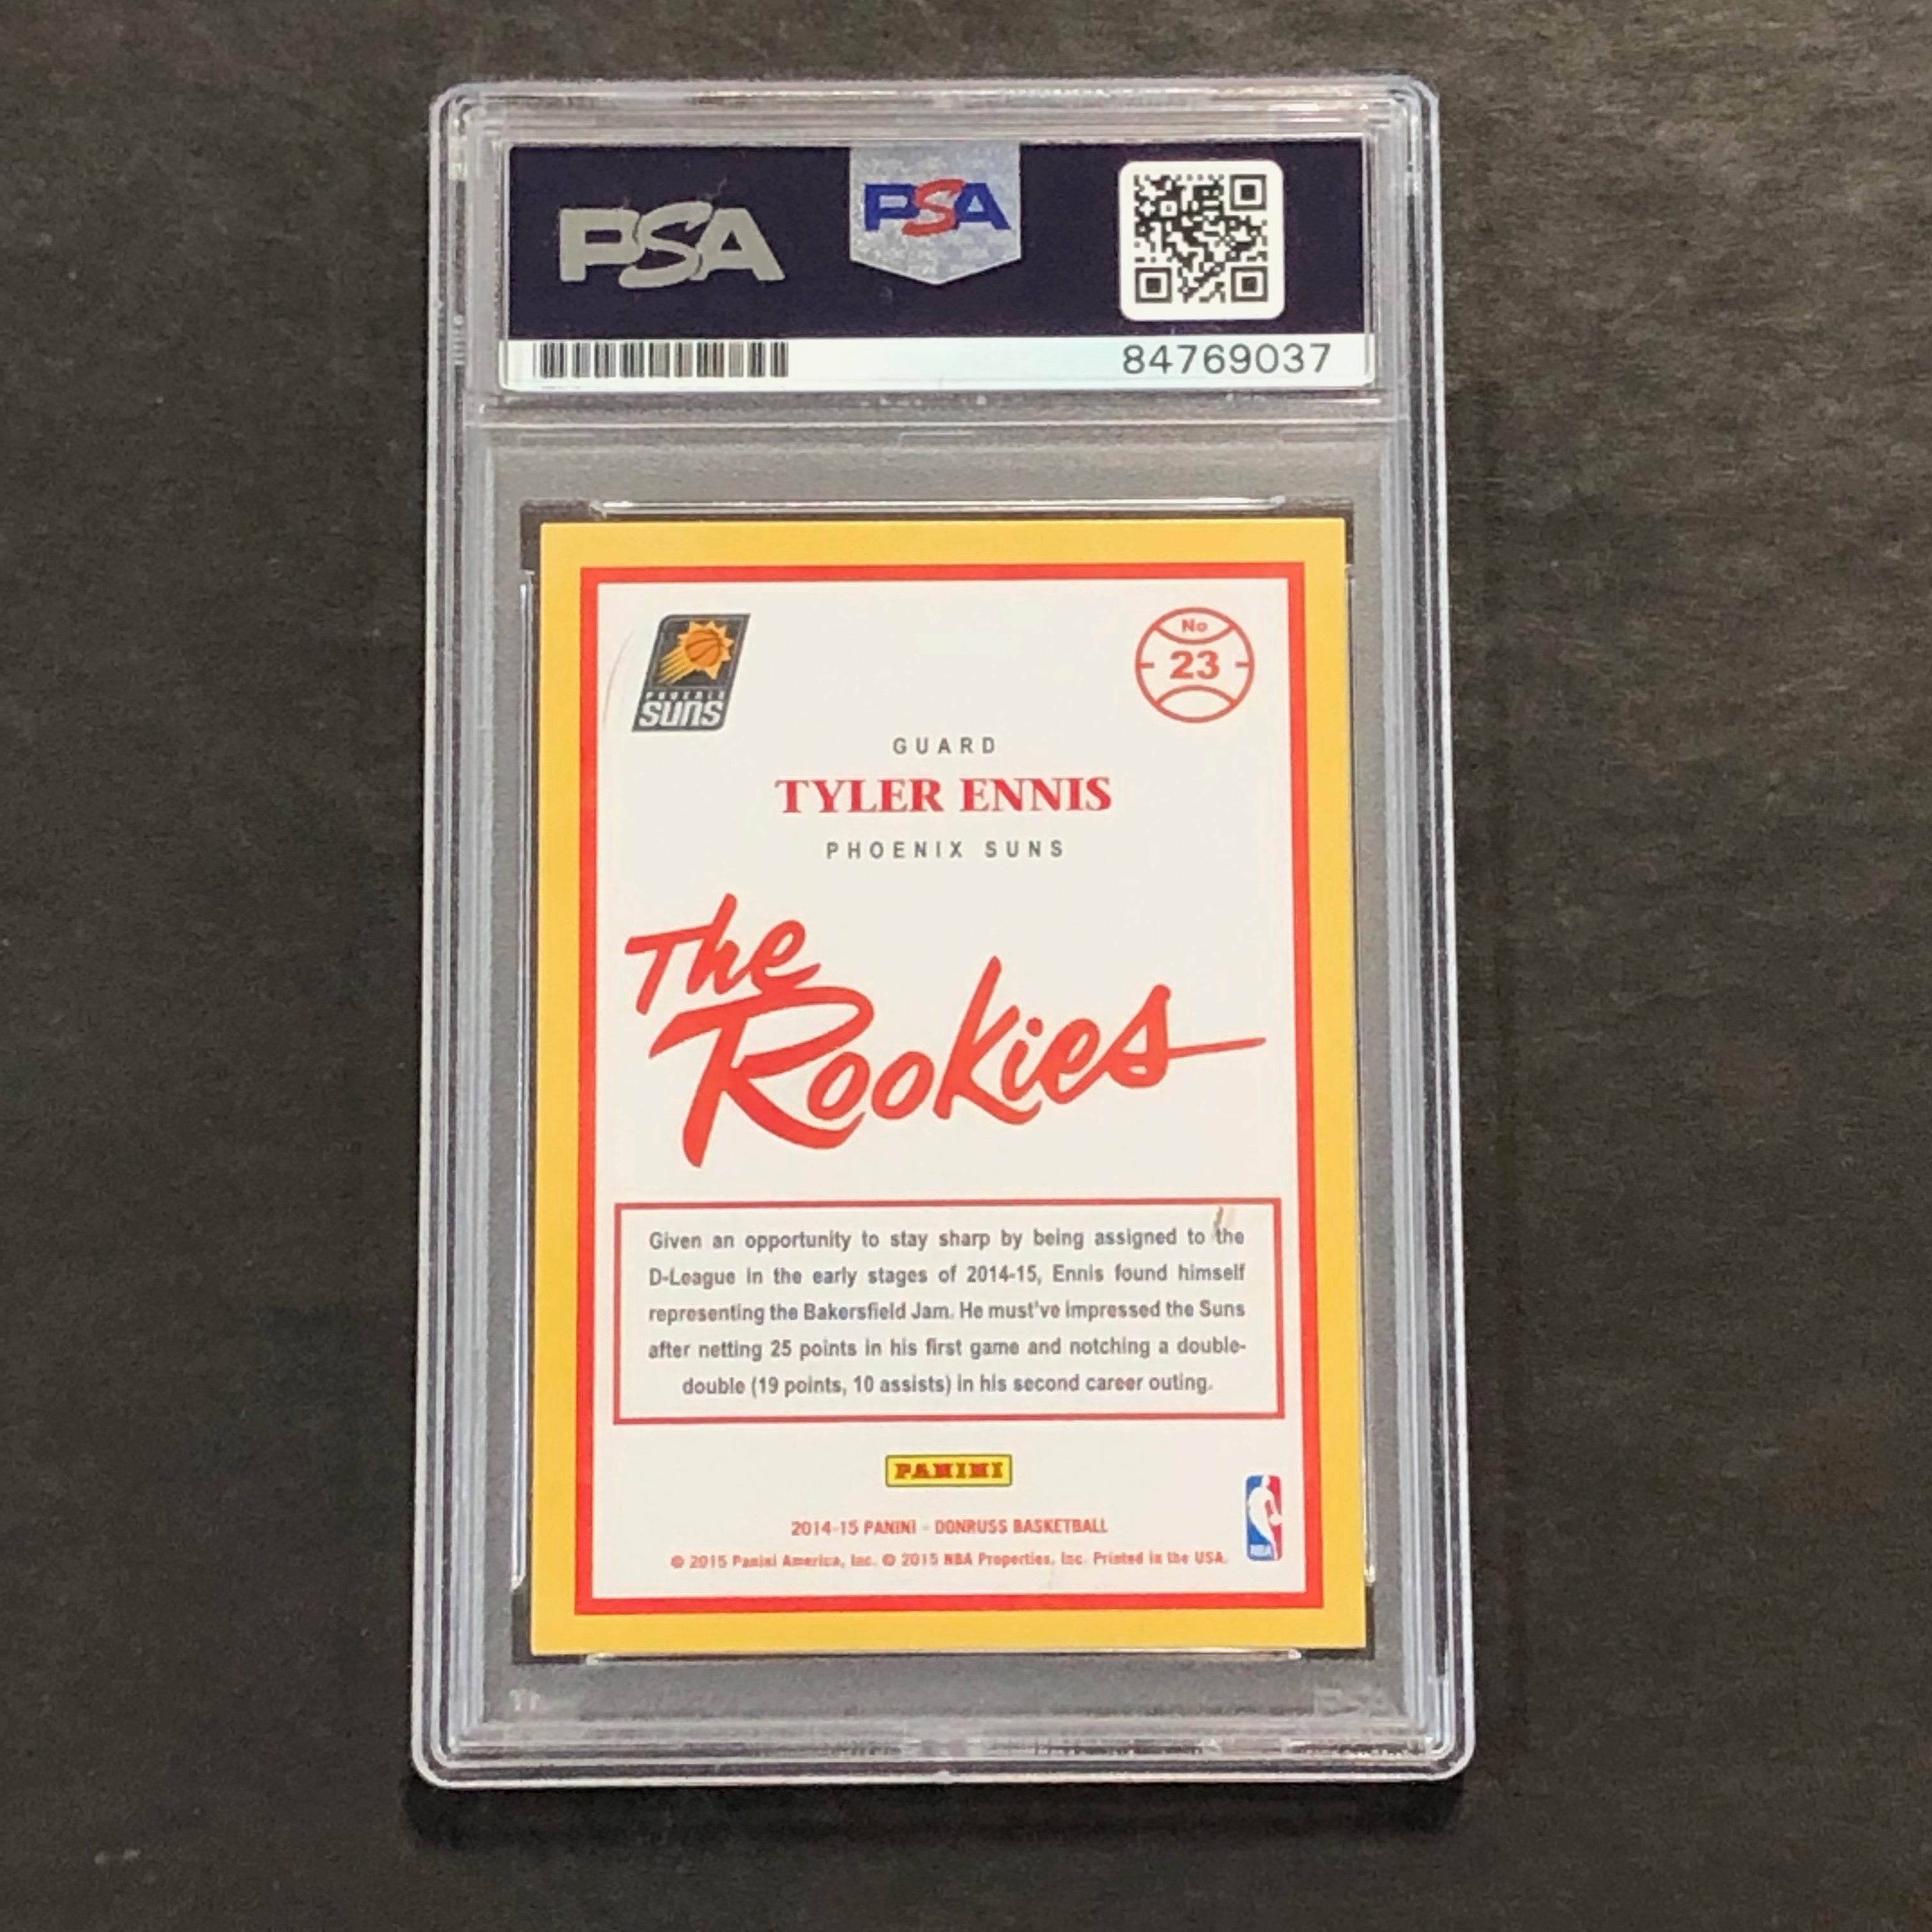 PSA
PSA
84769037
PHOENIX
SUNS
No
23
GUARD
TYLER ENNIS
PHOENIX SUNS
The
Rookies
Given an opportunity to stay sharp by being assigned to the
D-League in the early stages of 2014-15, Ennis found himself
representing the Bakersfield Jam. He must've impressed the Suns
after netting 25 points in his first game and notching a double-
double (19 points, 10 assists) in his second career outing.
PANINI
2014-15 PANINI - DONRUSS BASKETBALL
© 2015 Panini America, Inc. © 2015 NBA Properties, Inc. Printed in the USA.
NBA